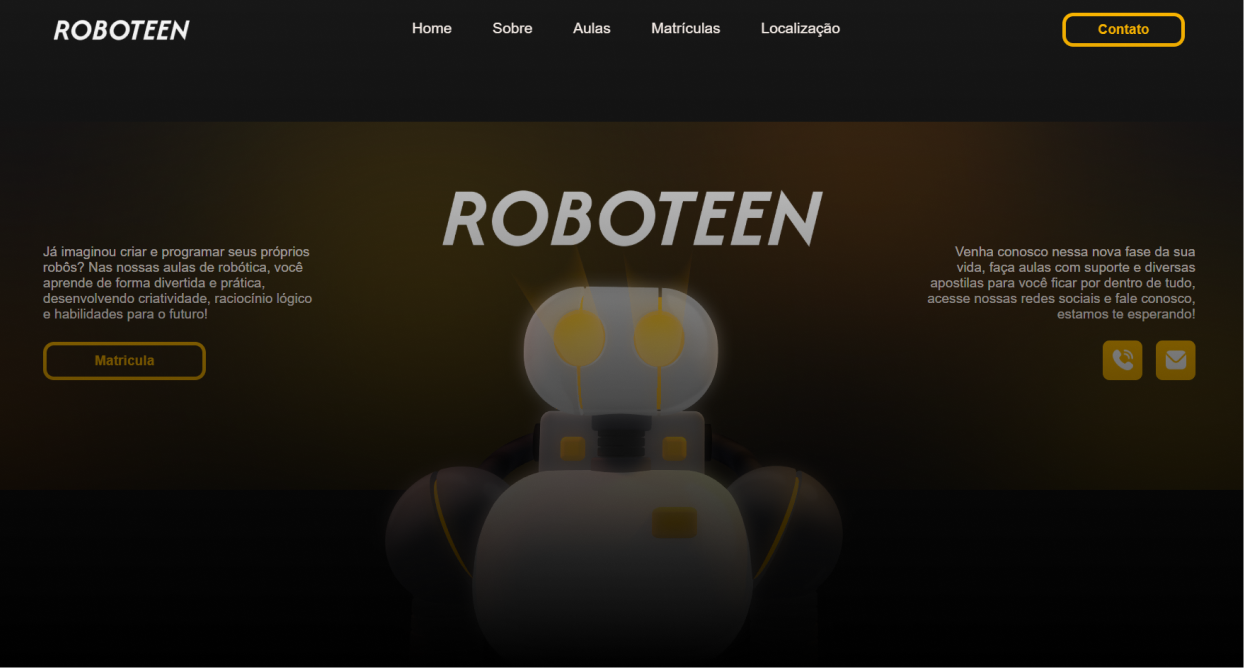 ROBOTEEN
Home
Sobre
Aulas
Matrículas
Localização
Contato
ROBOTEEN
Já imaginou criar e programar seus próprios
robôs? Nas nossas aulas de robótica, você
aprende de forma divertida e prática,
desenvolvendo criatividade, raciocínio lógico
e habilidades para o futuro!
Matricula
Venha conosco nessa nova fase da sua
vida, faça aulas com suporte e diversas
apostilas para você ficar por dentro de tudo,
acesse nossas redes sociais e fale conosco,
estamos te esperando!